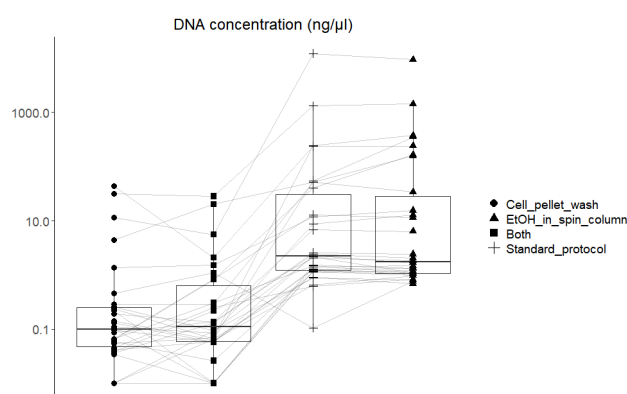 DNA concentration (ng/µl)
1000.0
10.0
0.1
Cell_pellet_wash
EtOH_in_spin_column
Both
Standard_protocol